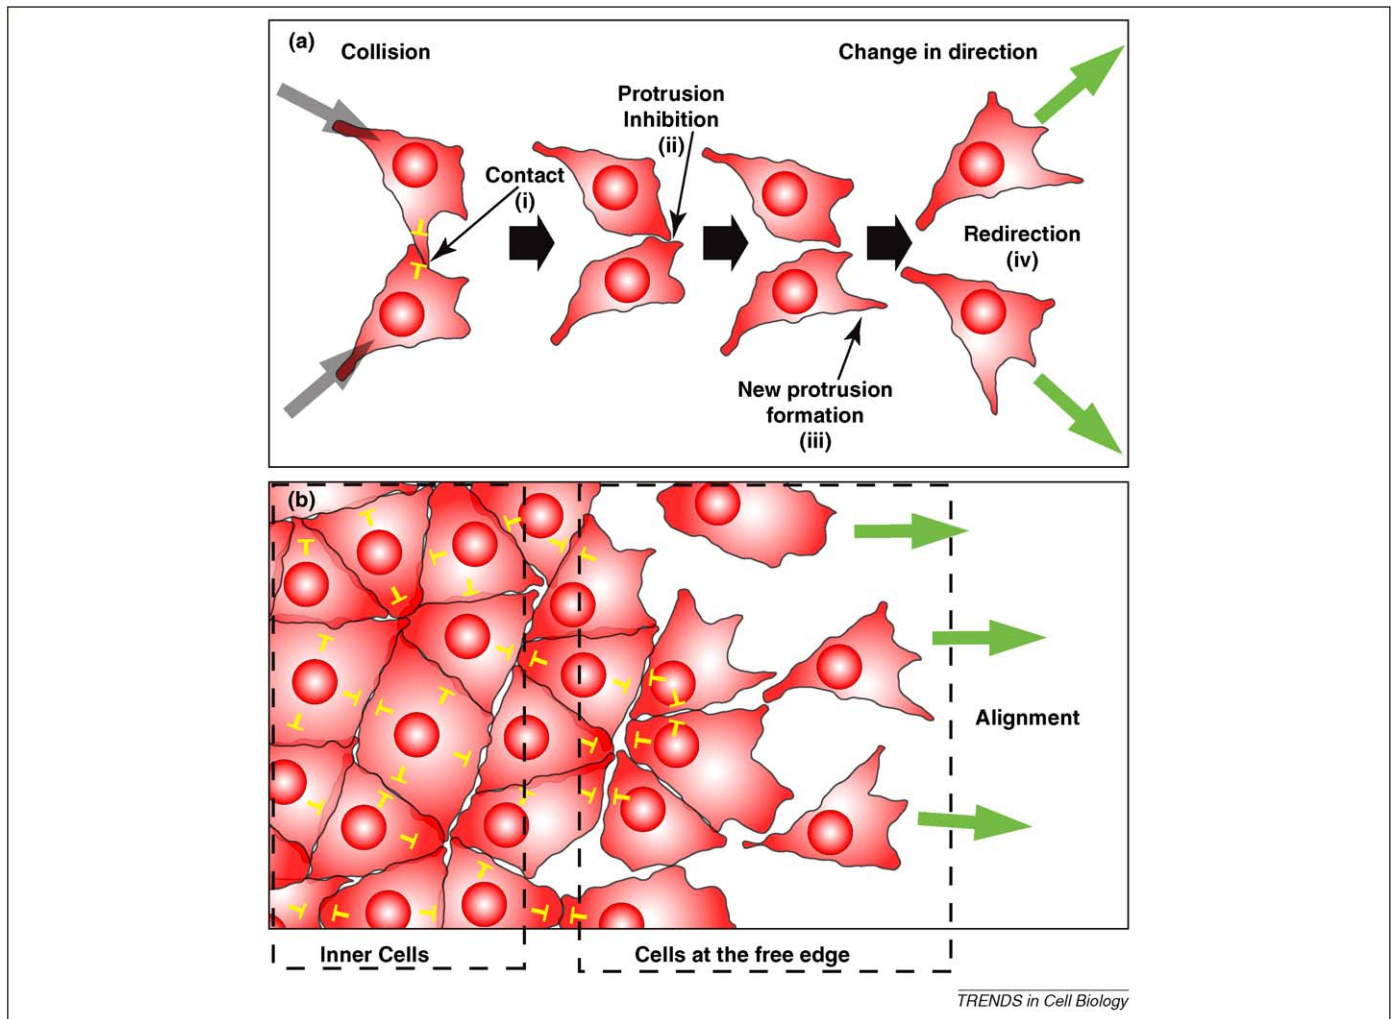 (a)
Collision
Change in direction
Protrusion
Inhibition
(ii)
Contact
(i)
Redirection
(iv)
New protrusion
formation
(iii)
(b)
Alignment
Inner Cells
Cells at the free edge
TRENDS in Cell Biology